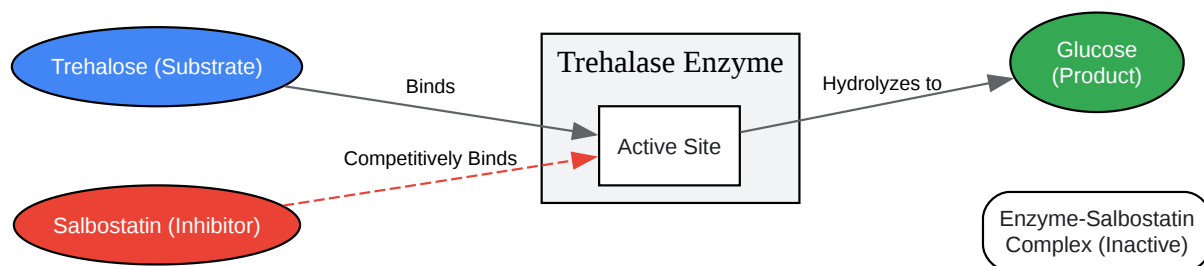 Trehalose (Substrate)
Binds
Trehalase Enzyme
Active Site
Hydrolyzes to
Glucose
(Product)
Competitively Binds
Salbostatin (Inhibitor)
Enzyme-Salbostatin
Complex (Inactive)